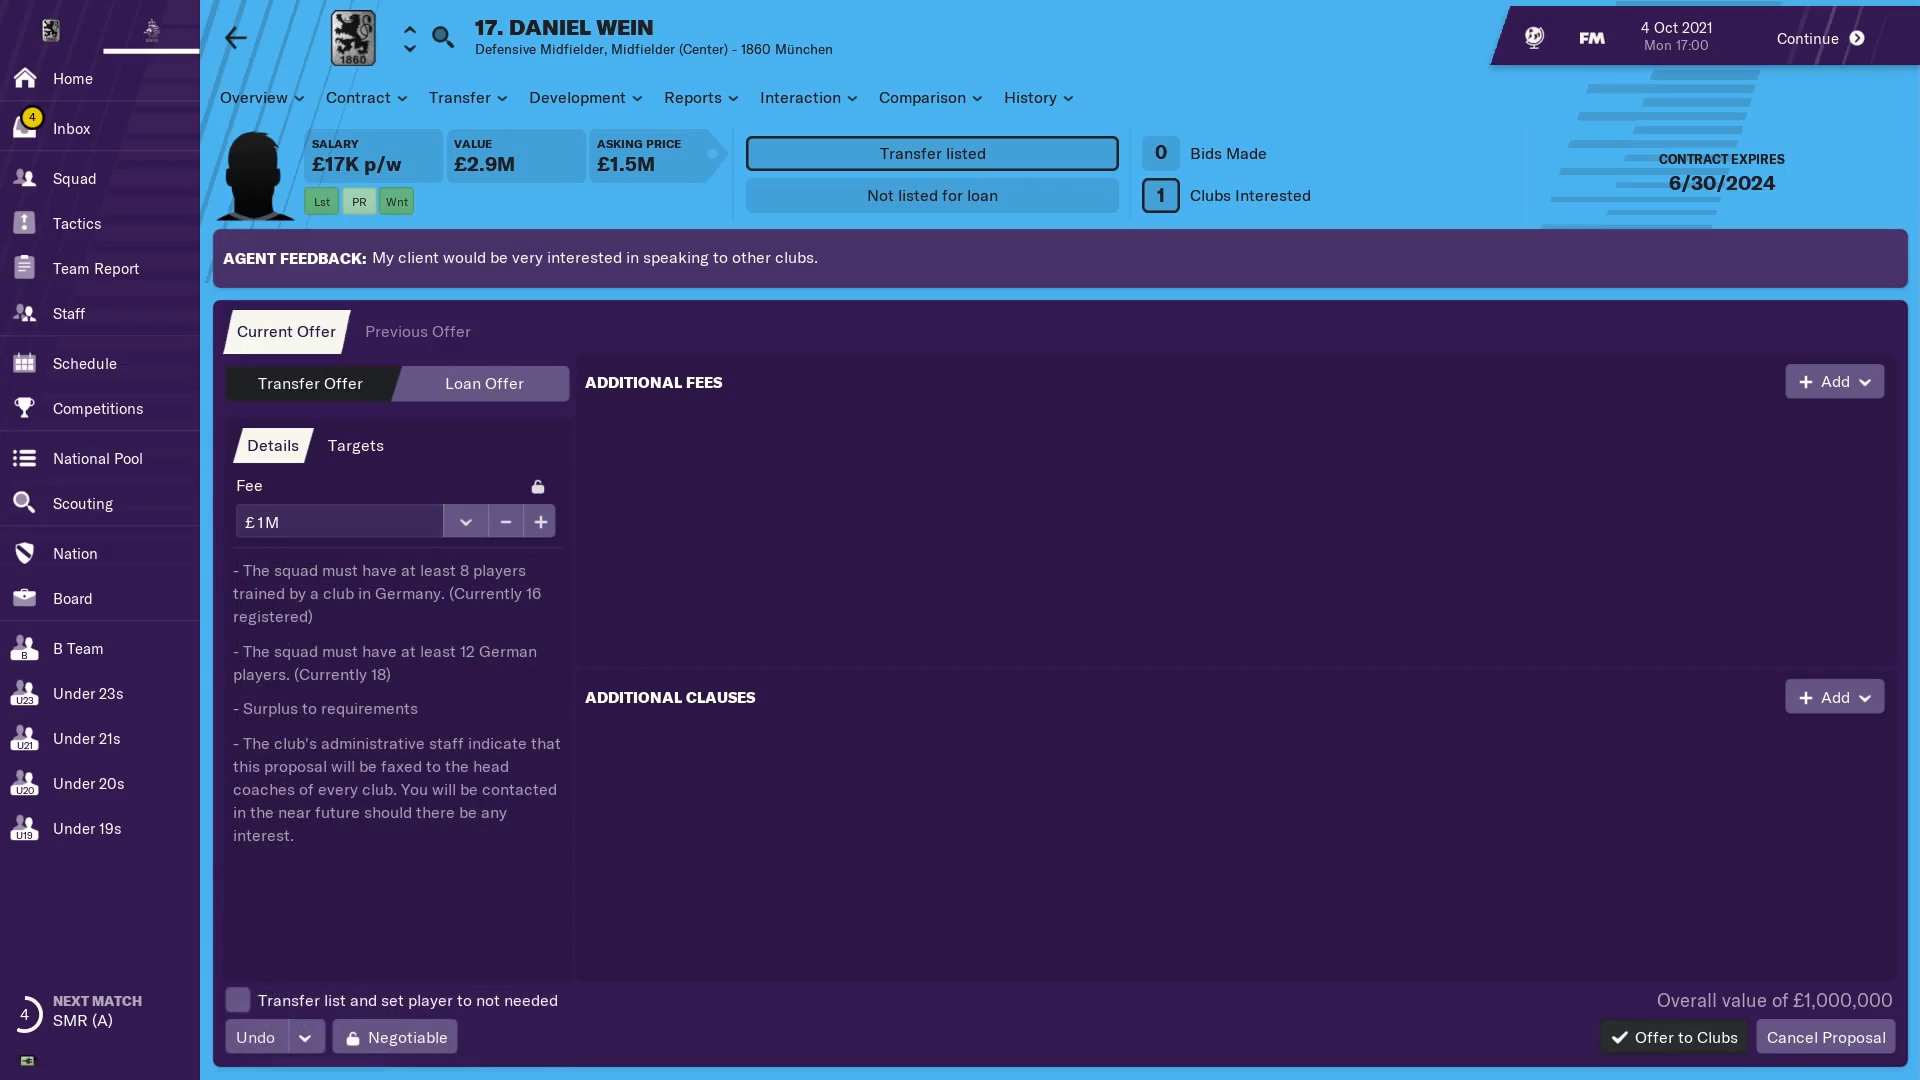 1860
17. DANIEL WEIN
Defensive Midfielder, Midfielder (Center) - 1860 München
FM
4 Oct 2021
Mon 17:00
Continue
Home
4
Inbox
Squad
Tactics
Team Report
Staff
Schedule
Competitions
National Pool
Scouting
Nation
Board
B
B Team
U23
Under 23s
U21
Under 21s
U20
Under 20s
U19
Under 19s
4
NEXT MATCH
SMR (A)
Overview
Contract
Transfer
Development
Reports
Interaction
Comparison
History
SALARY
£17K p/w
VALUE
£2.9M
ASKING PRICE
£1.5M
Lst
PR
Wnt
Transfer listed
Not listed for loan
0 Bids Made
1 Clubs Interested
CONTRACT EXPIRES
6/30/2024
AGENT FEEDBACK: My client would be very interested in speaking to other clubs.
Current Offer
Previous Offer
Transfer Offer
Loan Offer
Details
Targets
Fee
£1M
- The squad must have at least 8 players
trained by a club in Germany. (Currently 16
registered)
- The squad must have at least 12 German
players. (Currently 18)
- Surplus to requirements
- The club's administrative staff indicate that
this proposal will be faxed to the head
coaches of every club. You will be contacted
in the near future should there be any
interest.
ADDITIONAL FEES
+ Add
ADDITIONAL CLAUSES
+ Add
Transfer list and set player to not needed
Overall value of £1,000,000
Undo
Negotiable
Offer to Clubs
Cancel Proposal